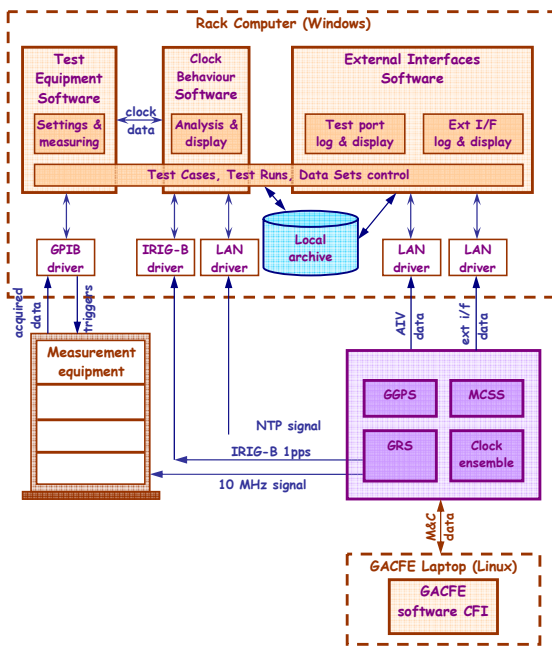 Rack Computer (Windows)
Test
Equipment
Software
Settings &
measuring
clock
data
Clock
Behaviour
Software
Analysis &
display
External Interfaces
Software
Test port
log & display
Ext I/F
log & display
Test Cases, Test Runs, Data Sets control
GPIB
driver
IRIG-B
driver
LAN
driver
Local
archive
LAN
driver
LAN
driver
acquired
data
triggers
AIV
data
ext i/f
data
Measurement
equipment
GGPS
MCSS
GRS
Clock
ensemble
NTP signal
IRIG-B 1pps
10 MHz signal
M&C
data
GACFE Laptop (Linux)
GACFE
software CFI